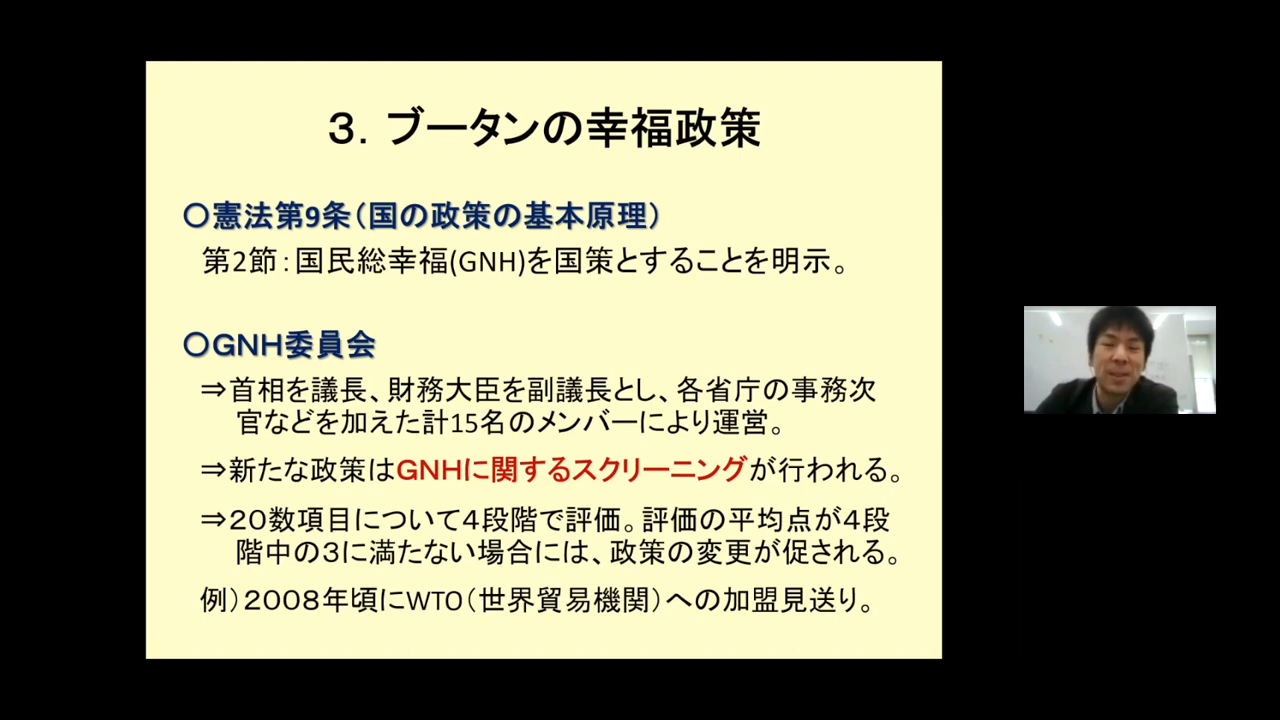 ３．ブータンの幸福政策
○憲法第9条（国の政策の基本原理）
第2節：国民総幸福(GNH)を国策とすることを明示。
○GNH委員会
⇒首相を議長、財務大臣を副議長とし、各省庁の事務次
官などを加えた計15名のメンバーにより運営。
⇒新たな政策はGNHに関するスクリーニングが行われる。
⇒２０数項目について４段階で評価。評価の平均点が４段
階中の３に満たない場合には、政策の変更が促される。
例）２００８年頃にWTO（世界貿易機関）への加盟見送り。